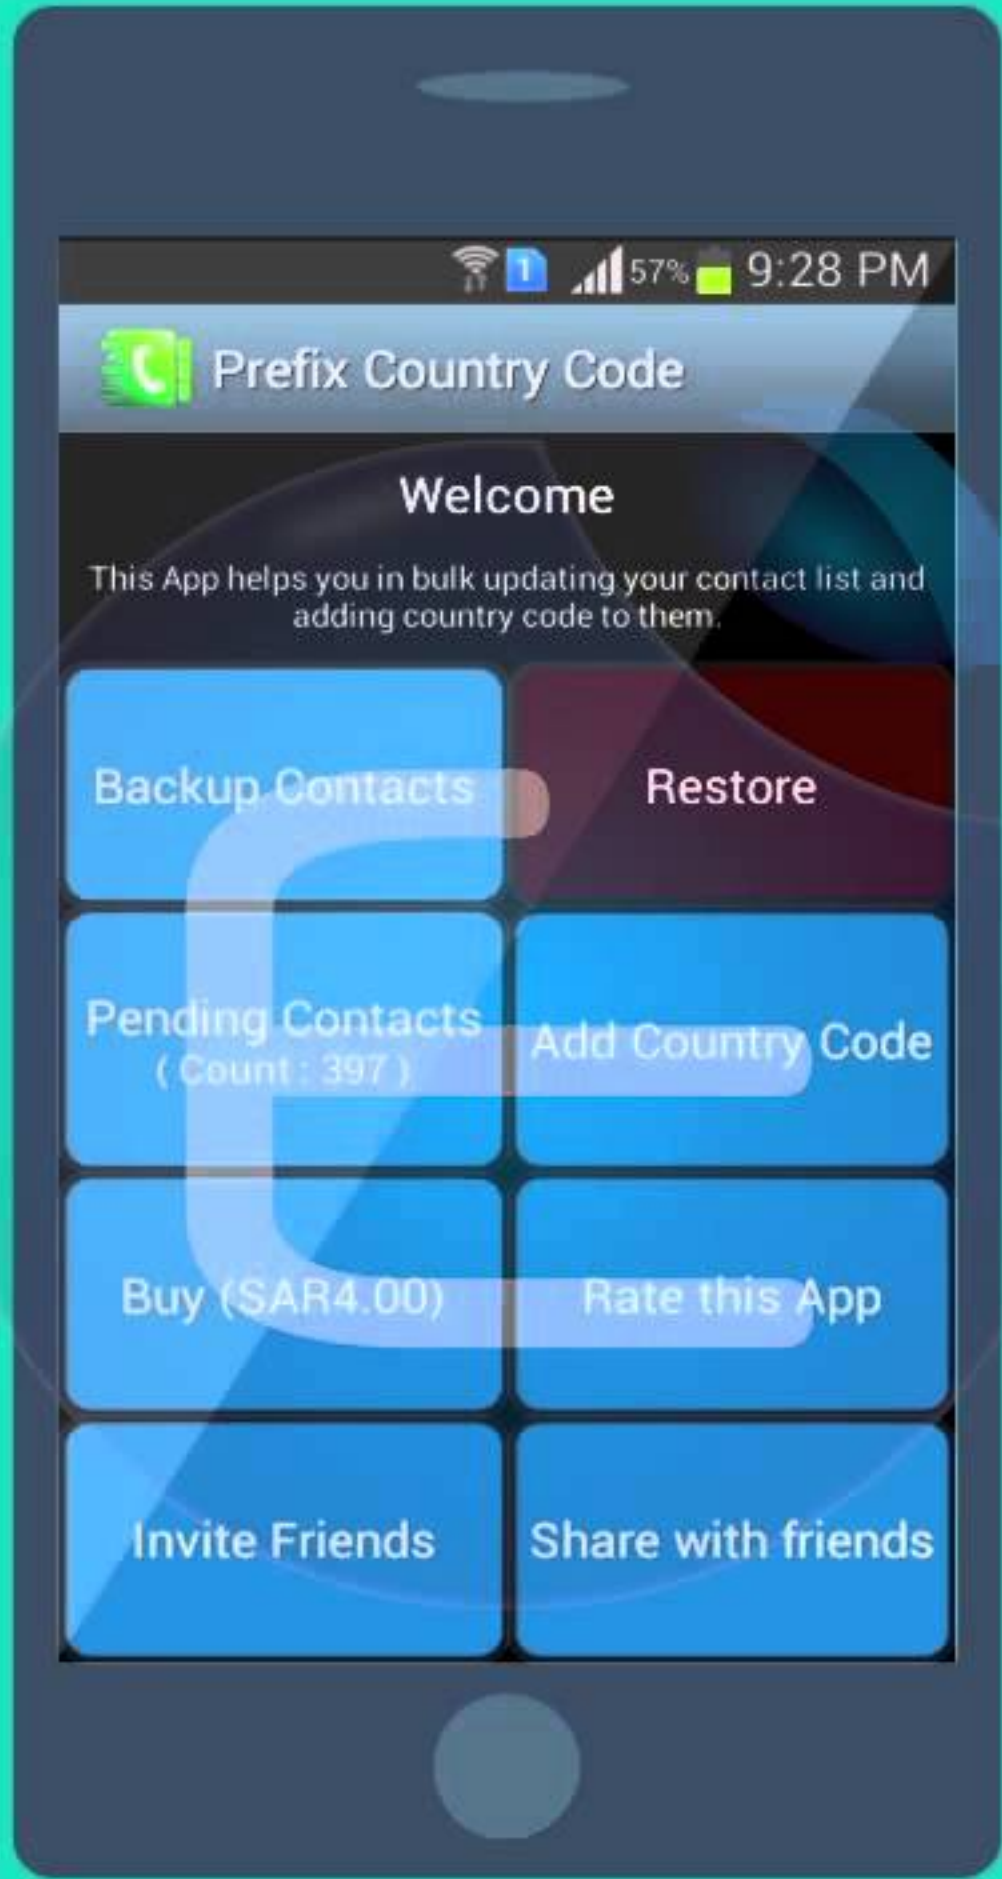 1 57% 9:28 PM
Prefix Country Code
Welcome
This App helps you in bulk updating your contact list and
adding country code to them.
Backup Contacts
Restore
Pending Contacts
( Count : 397 )
Add Country Code
Buy (SAR4.00)
Rate this App
Invite Friends
Share with friends